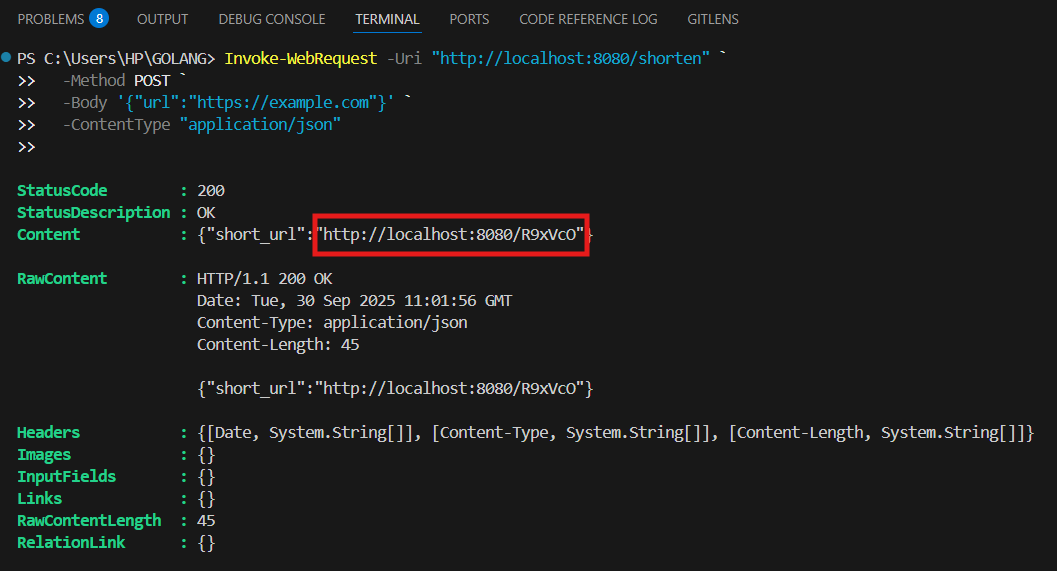 PROBLEMS 8 OUTPUT DEBUG CONSOLE TERMINAL PORTS CODE REFERENCE LOG GITLENS
PS C:\Users\HP\GOLANG> Invoke-WebRequest -Uri "http://localhost:8080/shorten" `
>>   -Method POST `
>>   -Body '{"url":"https://example.com"}' `
>>   -ContentType "application/json"
>>
StatusCode        : 200
StatusDescription : OK
Content           : {"short_url":"http://localhost:8080/R9xVcO"}
RawContent        : HTTP/1.1 200 OK
                    Date: Tue, 30 Sep 2025 11:01:56 GMT
                    Content-Type: application/json
                    Content-Length: 45
                    {"short_url":"http://localhost:8080/R9xVcO"}
Headers           : {[Date, System.String[]], [Content-Type, System.String[]], [Content-Length, System.String[]]}
Images            : {}
InputFields       : {}
Links             : {}
RawContentLength  : 45
RelationLink      : {}